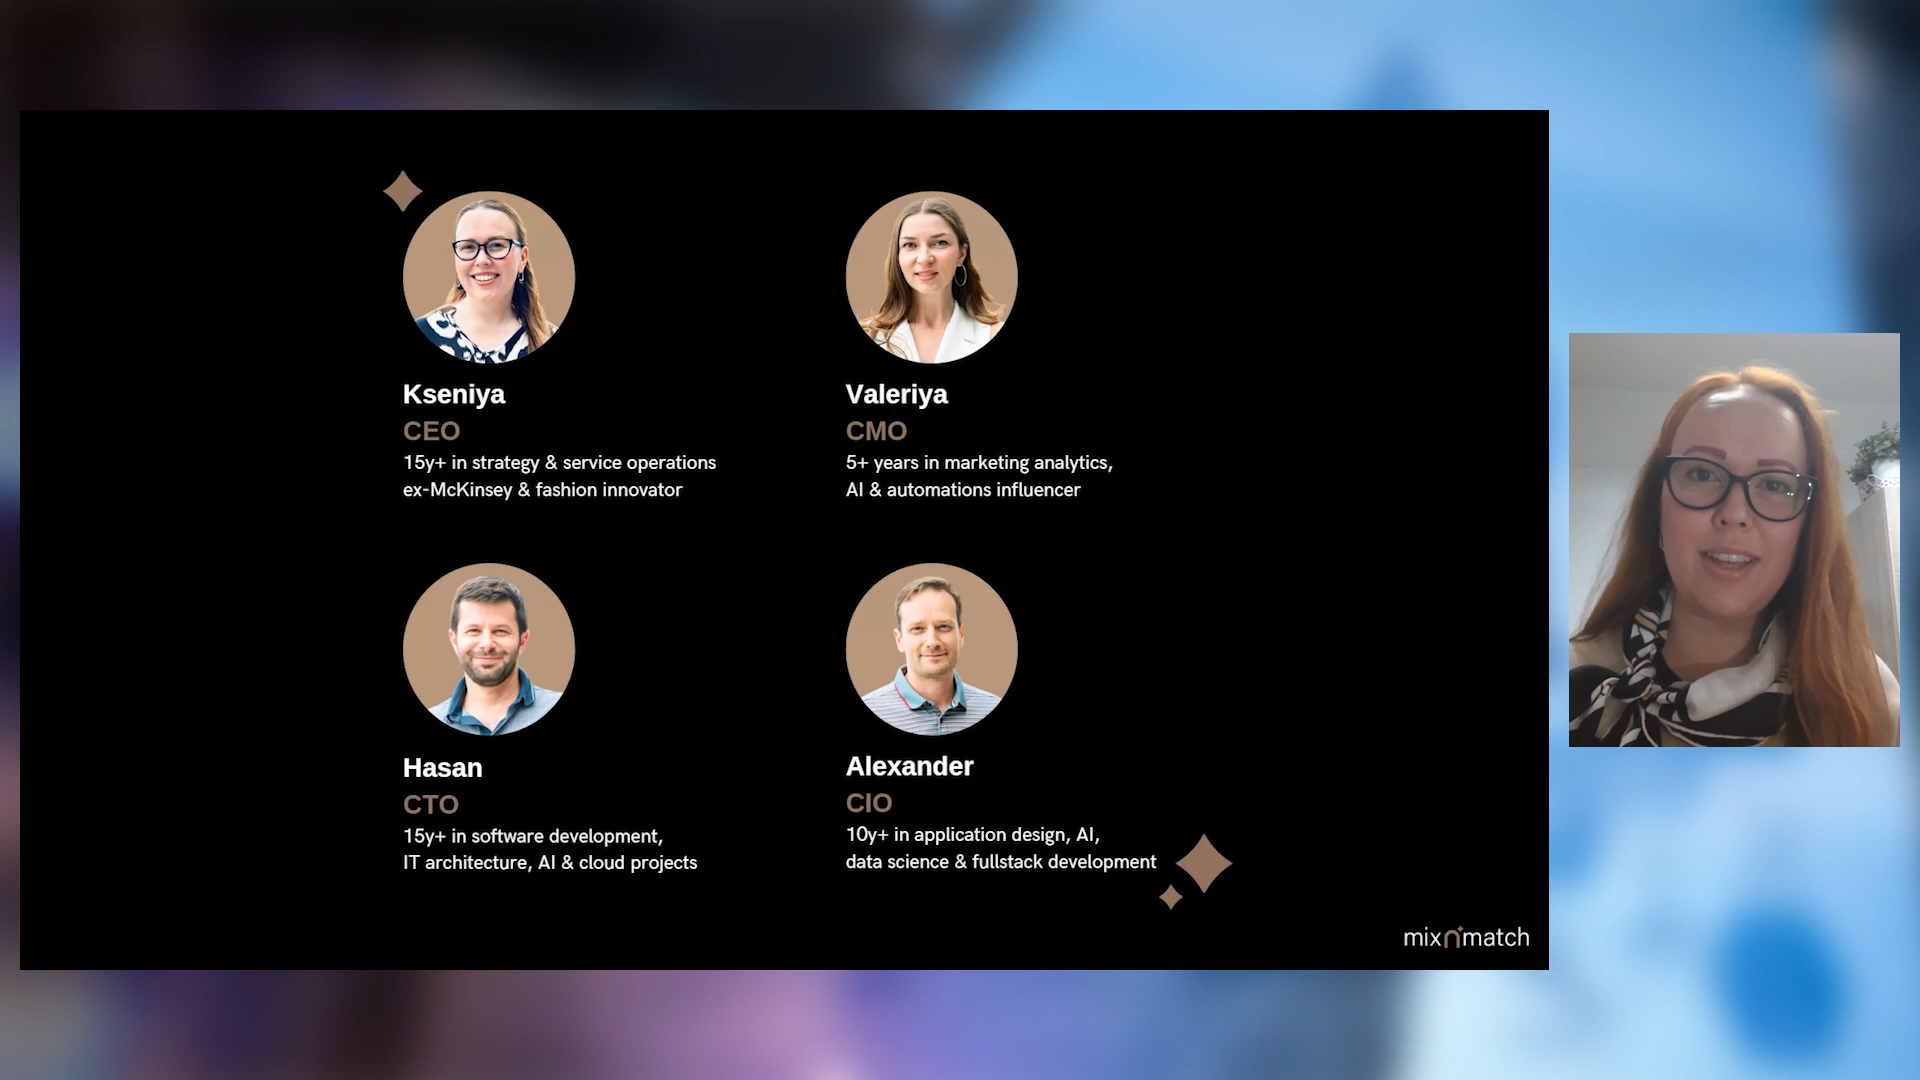 Kseniya
CEO
15y+ in strategy & service operations
ex-McKinsey & fashion innovator
Valeriya
CMO
5+ years in marketing analytics,
AI & automations influencer
Hasan
CTO
15y+ in software development,
IT architecture, AI & cloud projects
Alexander
CIO
10y+ in application design, AI,
data science & fullstack development
mixnmatch